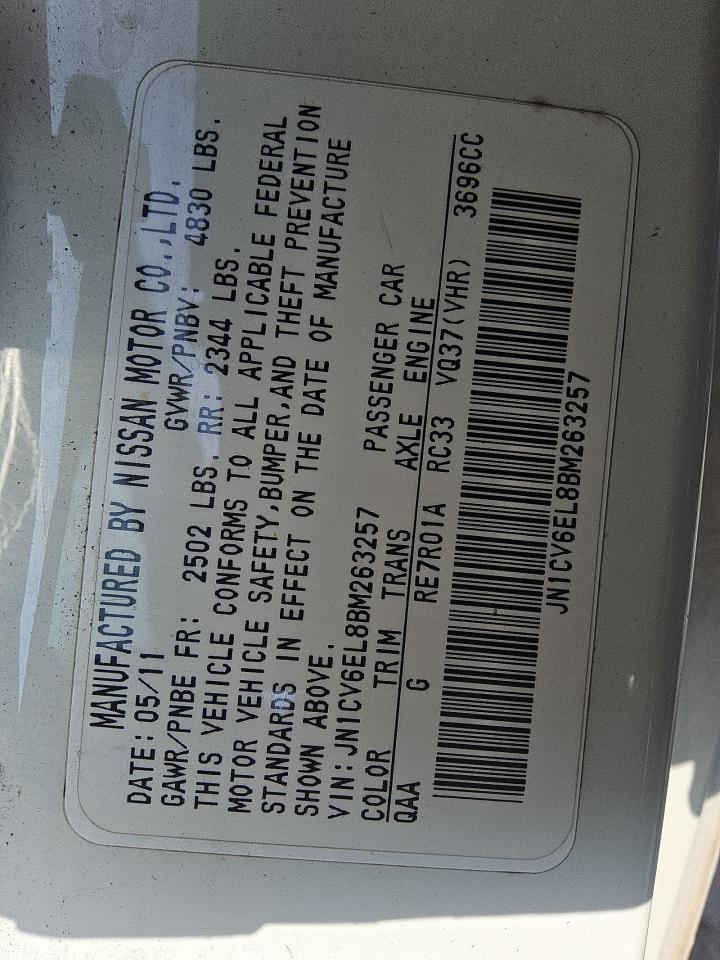 MANUFACTURED BY NISSAN MOTOR CO.,LTD.
DATE: 05/11 GVWR/PNBV: 4830 LBS.
GAWR/PNBE FR: 2502 LBS. RR: 2344 LBS.
THIS VEHICLE CONFORMS TO ALL APPLICABLE FEDERAL
MOTOR VEHICLE SAFETY,BUMPER,AND THEFT PREVENTION
STANDARDS IN EFFECT ON THE DATE OF MANUFACTURE
SHOWN ABOVE.
VIN: JN1CV6EL8BM263257 PASSENGER CAR
COLOR TRIM TRANS AXLE ENGINE
QAA G RE7R01A RC33 VQ37(VHR) 3696CC
JN1CV6EL8BM263257